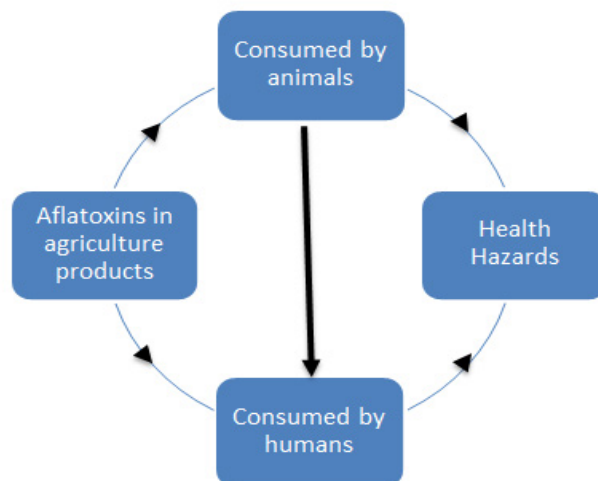 Consumed by
animals
Aflatoxins in
agriculture
products
Health
Hazards
Consumed by
humans